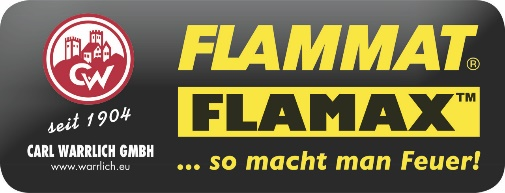 CW
seit 1904
CARL WARRLICH GMBH
www.warrlich.eu
FLAMMAT®
FLAMAX™
... so macht man Feuer!